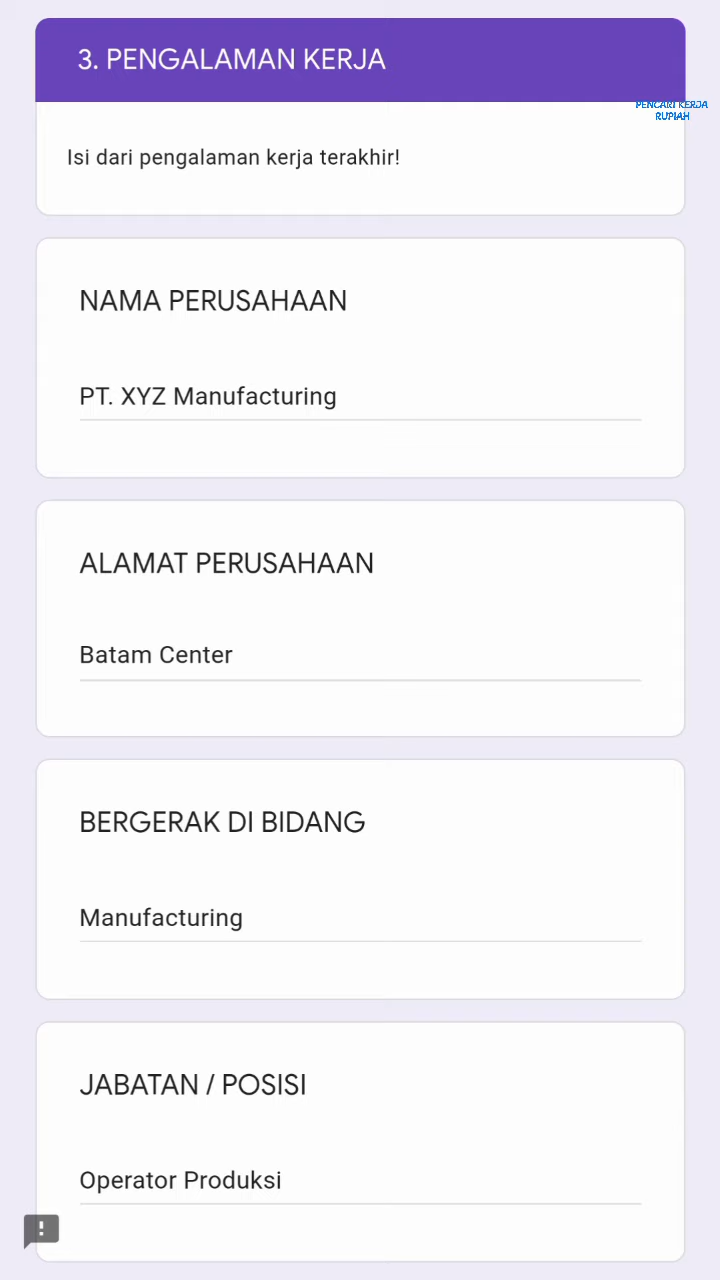 3. PENGALAMAN KERJA
PENCARI KERJA
RUPIAH
Isi dari pengalaman kerja terakhir!
NAMA PERUSAHAAN
PT. XYZ Manufacturing
ALAMAT PERUSAHAAN
Batam Center
BERGERAK DI BIDANG
Manufacturing
JABATAN / POSISI
Operator Produksi